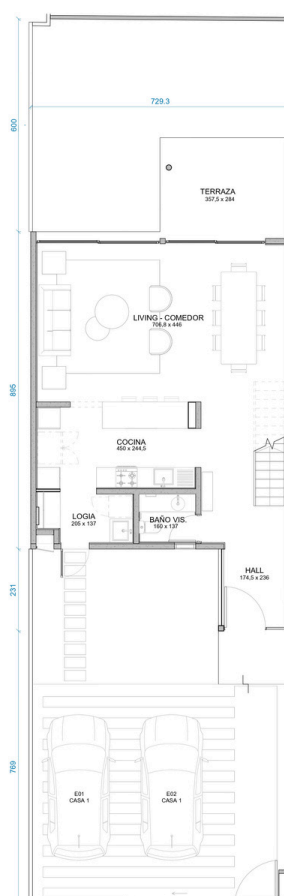 729.3
600
TERRAZA
357,5 x 284
LIVING - COMEDOR
706,8 x 446
895
COCINA
450 x 244,5
LOGIA
205 x 137
BAÑO VIS.
160 x 137
231
HALL
174,5 x 236
769
E01
CASA 1
E02
CASA 1